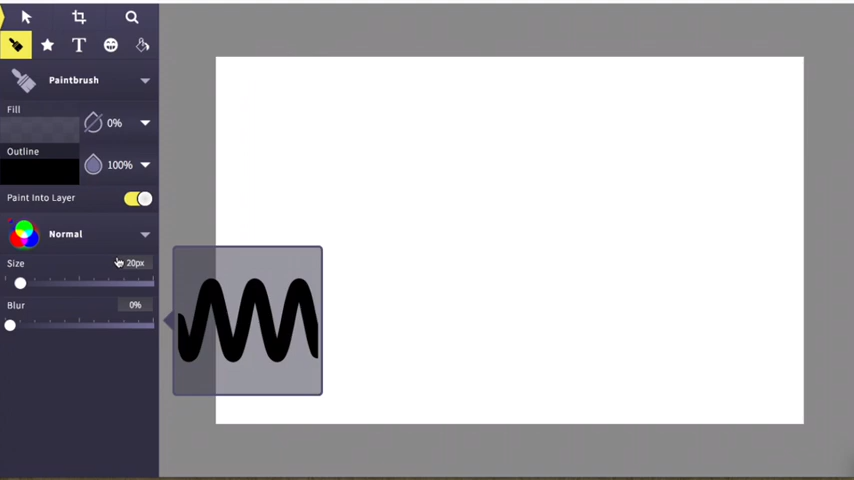 T
Paintbrush
Fill
0%
Outline
100%
Paint Into Layer
Normal
Size
20px
Blur
0%